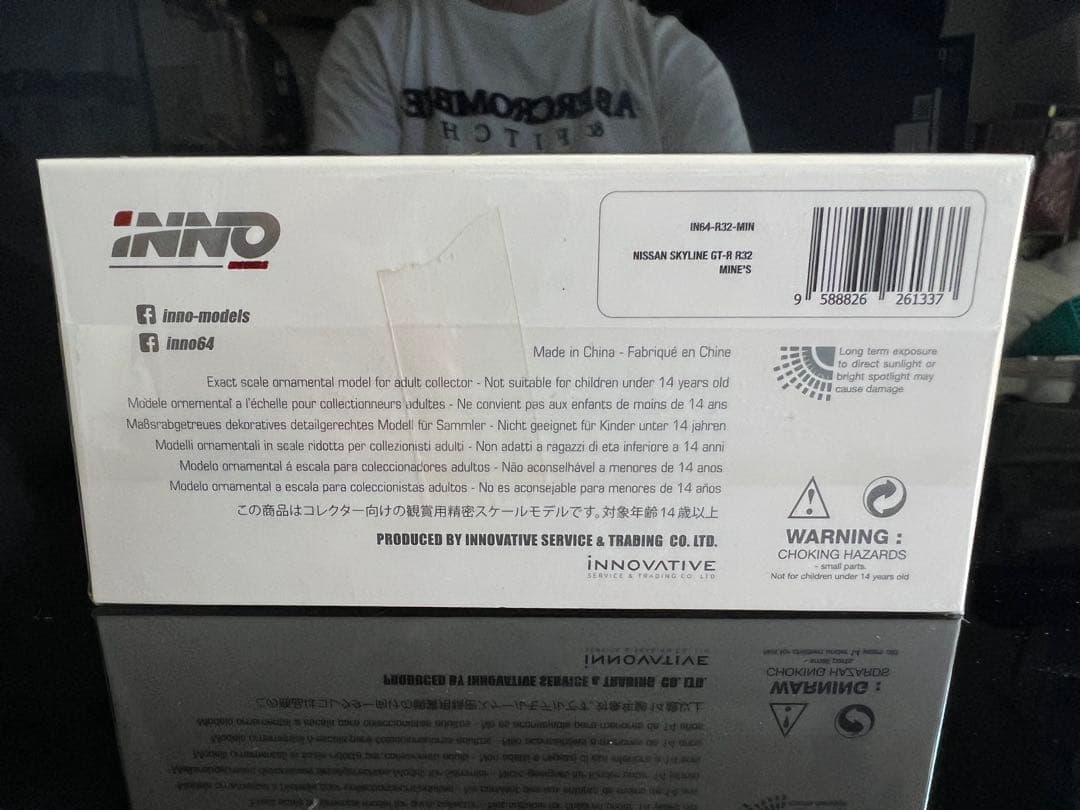 ABERCROMBIE
& FITCH
iNNO
MODELS
IN64-R32-MIN
NISSAN SKYLINE GT-R R32
MINE'S
9 588826 261337
inno-models
inno64
Made in China - Fabriqué en Chine
Long term exposure
to direct sunlight or
bright spotlight may
cause damage
Exact scale ornamental model for adult collector - Not suitable for children under 14 years old
Modele ornemental a l'échelle pour collectionneurs adultes - Ne convient pas aux enfants de moins de 14 ans
Maßsrabgetreues dekoratives detailgerechtes Modell für Sammler - Nicht geeignet für Kinder unter 14 jahren
Modelli ornamentali in scale ridotta per collezionisti adulti - Non adatti a ragazzi di eta inferiore a 14 anni
Modelo ornamental á escala para coleccionadores adultos - Não aconselhável a menores de 14 anos
Modelo ornamental a escala para coleccionistas adultos - No es aconsejable para menores de 14 años
この商品はコレクター向けの観賞用精密スケールモデルです。対象年齢14歳以上
PRODUCED BY INNOVATIVE SERVICE & TRADING CO. LTD.
iNNOVATIVE
SERVICE & TRADING CO. LTD
WARNING :
CHOKING HAZARDS
- small parts.
Not for children under 14 years old